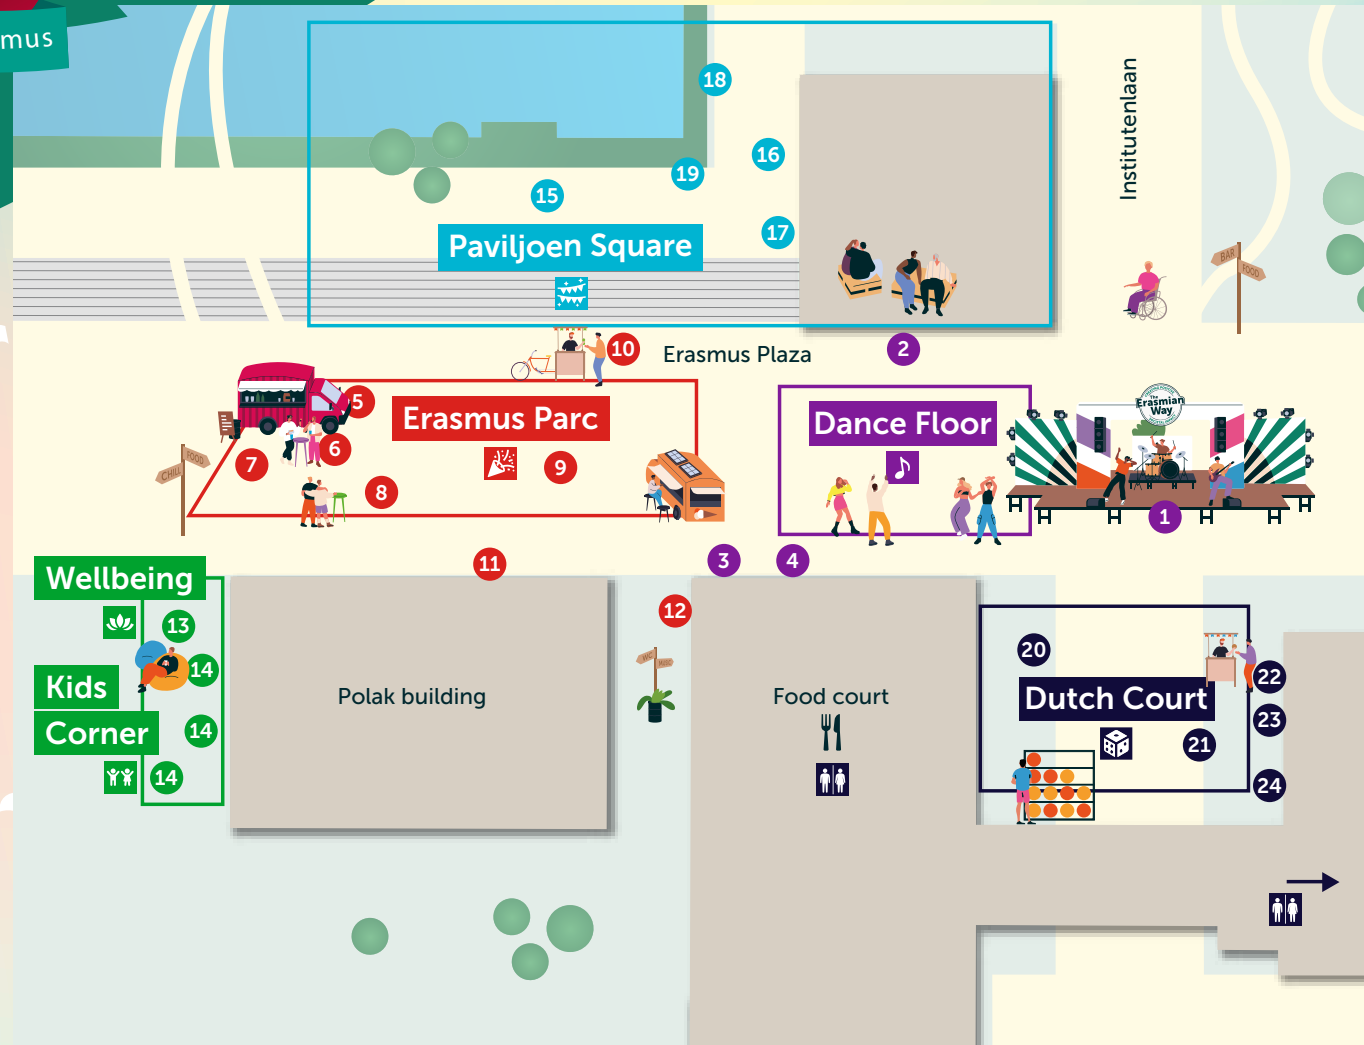 mus
18
16
19
15
17
Paviljoen Square
Institutenlaan
BAR
FOOD
10
Erasmus Plaza
2
5
Erasmus Parc
6
7
9
8
CHILL
FOOD
Dance Floor
The
Erasmian
Way
1
11
3
4
12
WC
Wellbeing
13
14
Kids
Corner
14
14
Polak building
Food court
20
Dutch Court
21
22
23
24